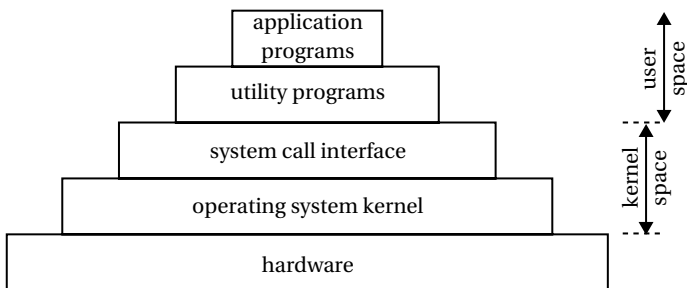 application
programs
utility programs
system call interface
operating system kernel
hardware
user
space
kernel
space